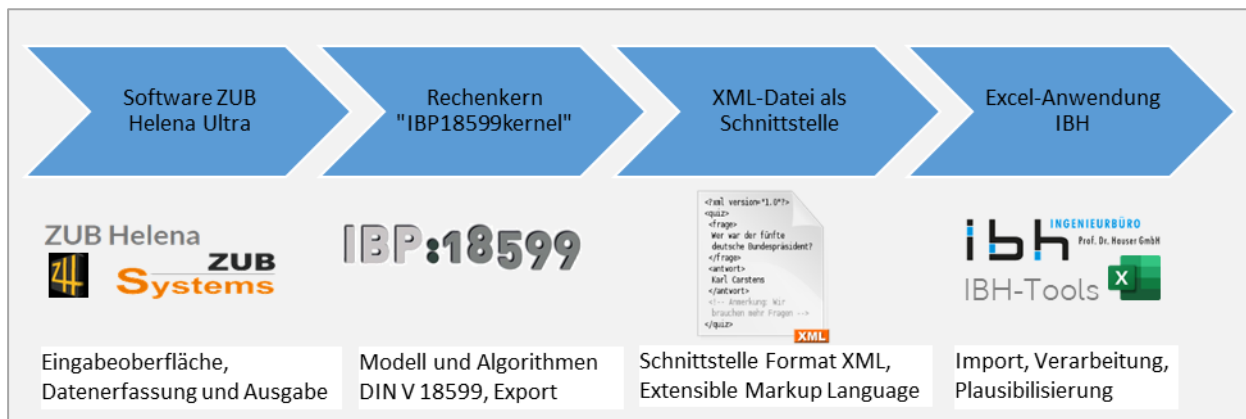 Software ZUB
Helena Ultra
Rechenkern
"IBP18599kernel"
XML-Datei als
Schnittstelle
Excel-Anwendung
IBH
ZUB Helena
ZUB
Systems
IBP:18599
<?xml version="1.0"?>
<quiz>
<frage>
Wer war der fünfte
deutsche Bundespräsident?
</frage>
<antwort>
Karl Carstens
</antwort>
<!-- Anmerkung: Wir
brauchen mehr Fragen -->
</quiz>
XML
ibh
INGENIEURBÜRO
Prof. Dr. Hauser GmbH
IBH-Tools
X
Eingabeoberfläche,
Datenerfassung und Ausgabe
Modell und Algorithmen
DIN V 18599, Export
Schnittstelle Format XML,
Extensible Markup Language
Import, Verarbeitung,
Plausibilisierung